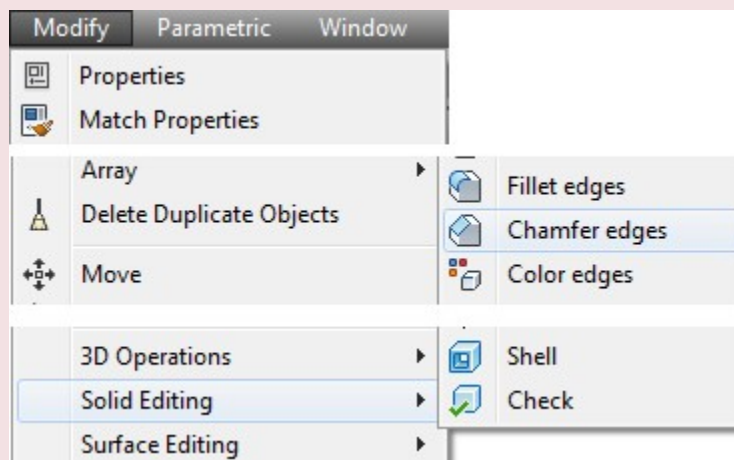 Modify Parametric Window
Properties
Match Properties
Array
Delete Duplicate Objects
Move
3D Operations
Solid Editing
Surface Editing
Fillet edges
Chamfer edges
Color edges
Shell
Check